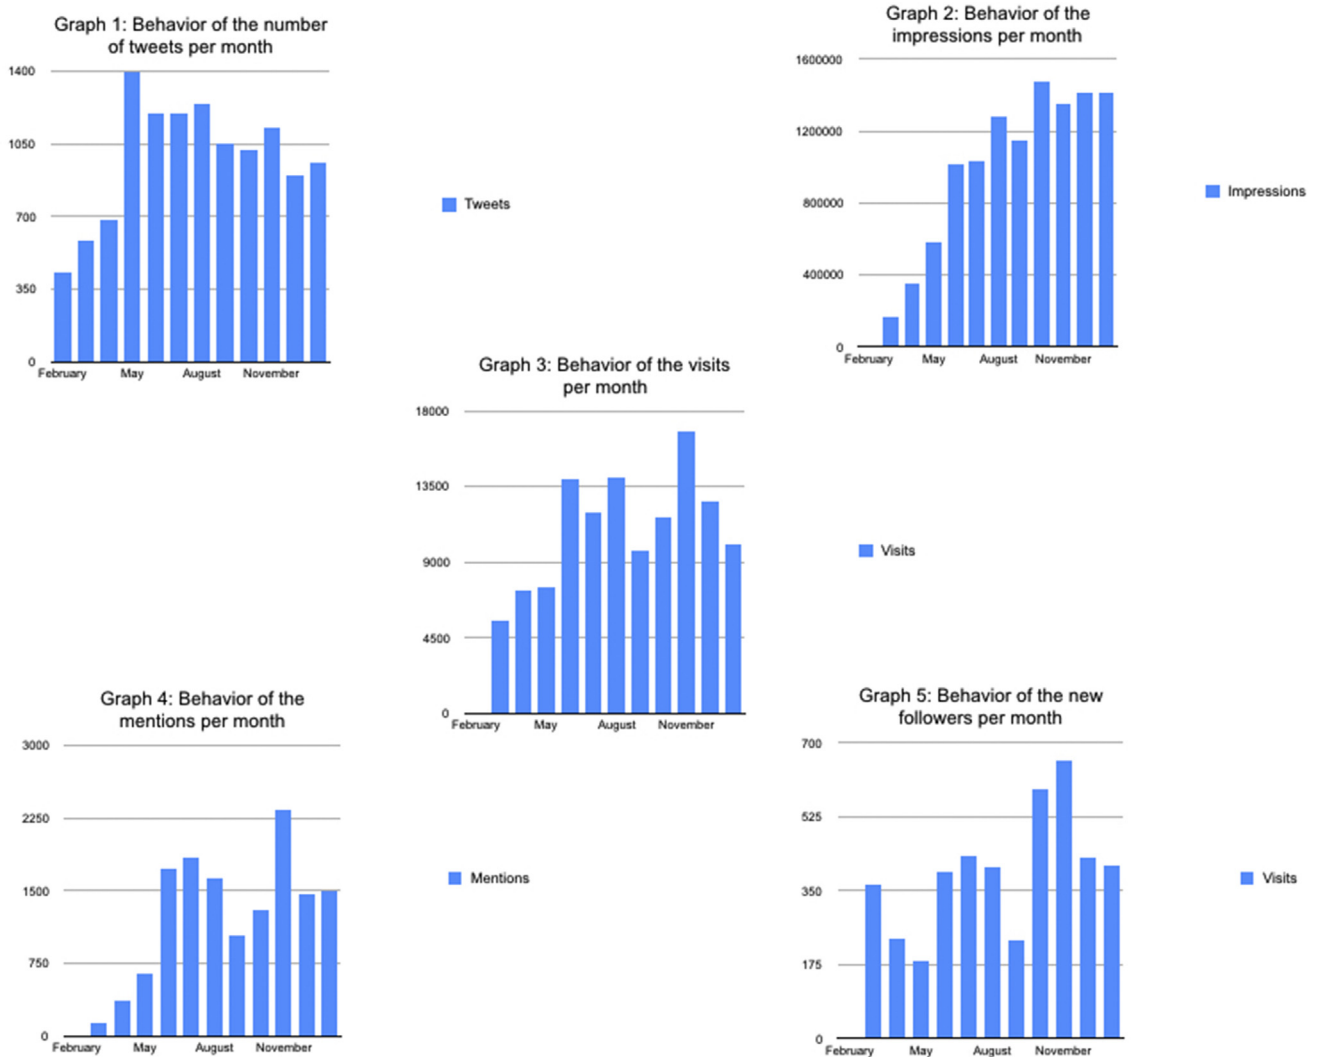 Graph 1: Behavior of the number
of tweets per month
1400
1050
700
350
0
February May August November
Tweets
Graph 2: Behavior of the
impressions per month
1600000
1200000
800000
400000
0
February May August November
Impressions
Graph 3: Behavior of the visits
per month
18000
13500
9000
4500
0
February May August November
Visits
Graph 4: Behavior of the
mentions per month
3000
2250
1500
750
0
February May August November
Mentions
Graph 5: Behavior of the new
followers per month
700
525
350
175
0
February May August November
Visits